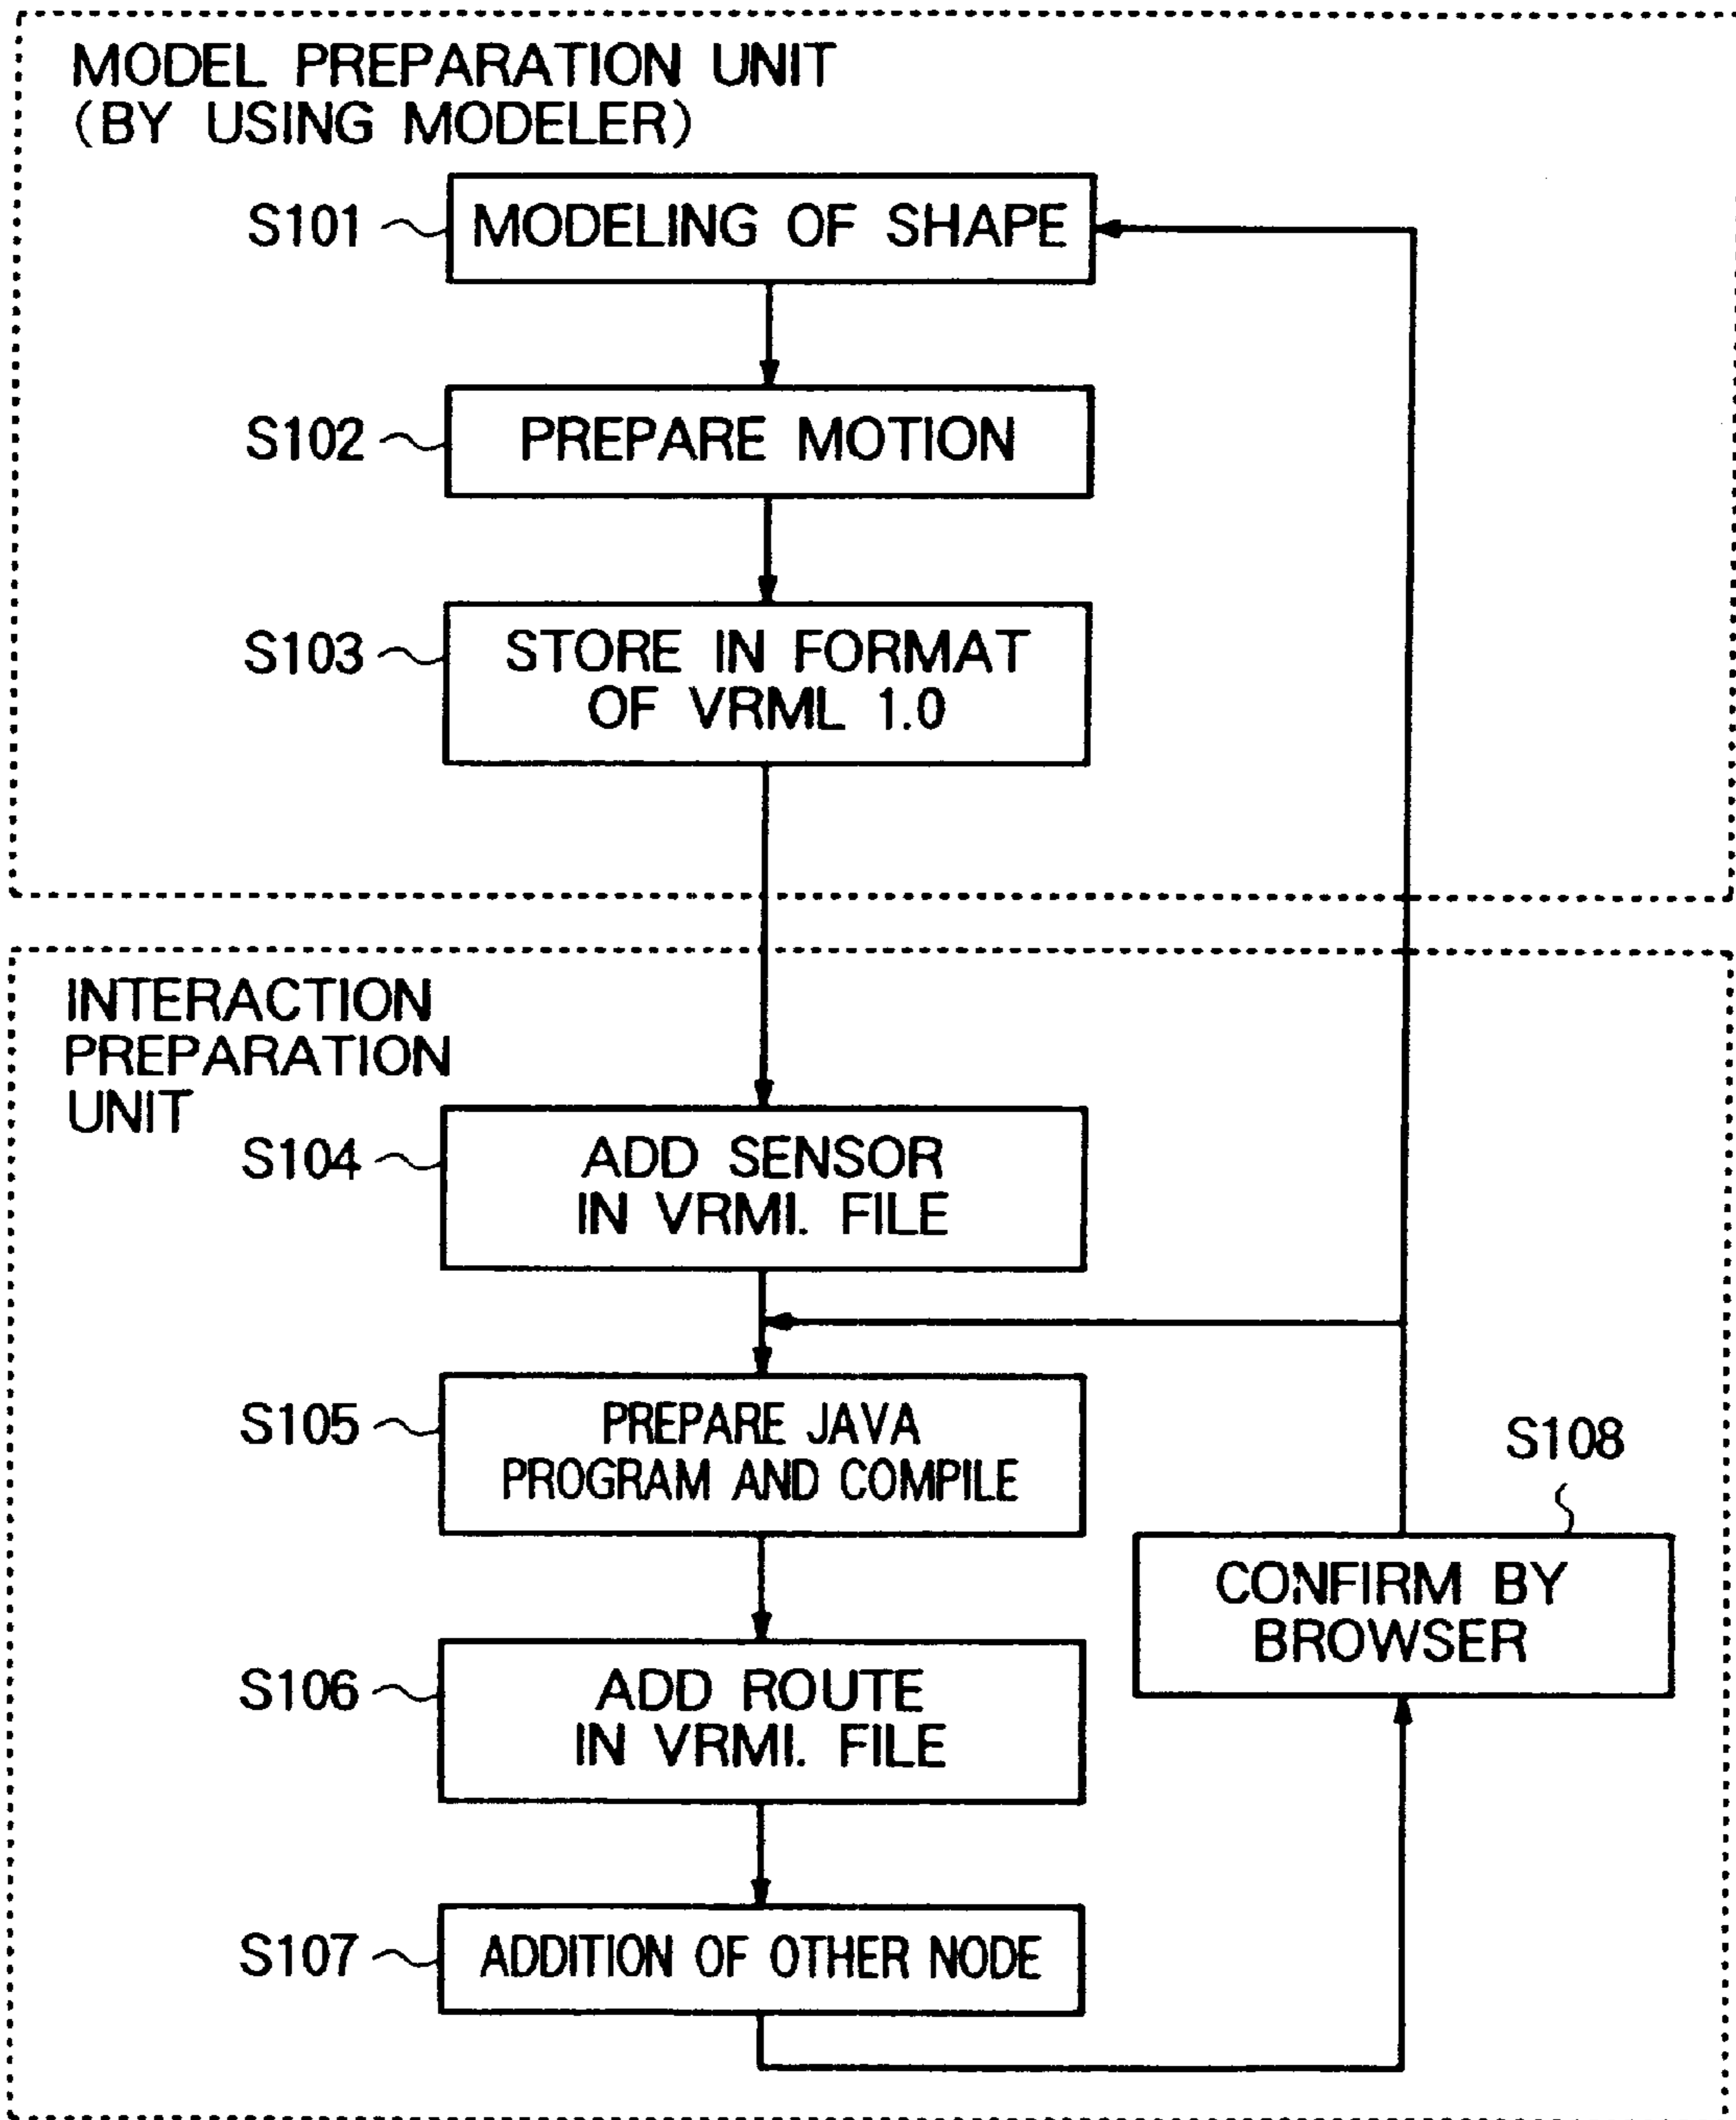 MODEL PREPARATION UNIT
(BY USING MODELER)
S101
MODELING OF SHAPE
S102
PREPARE MOTION
S103
STORE IN FORMAT
OF VRML 1.0
INTERACTION
PREPARATION
UNIT
S104
ADD SENSOR
IN VRMI. FILE
S105
PREPARE JAVA
PROGRAM AND COMPILE
S108
CONFIRM BY
BROWSER
S106
ADD ROUTE
IN VRMI. FILE
S107
ADDITION OF OTHER NODE